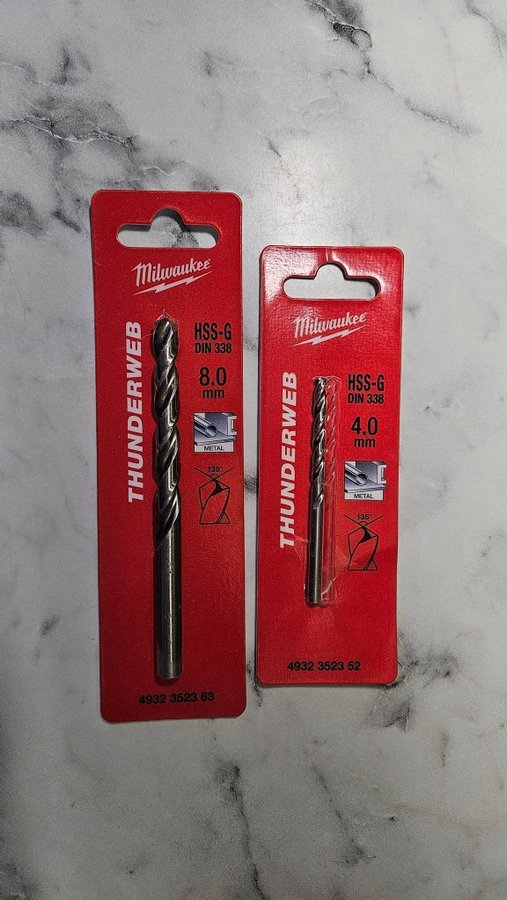 Milwaukee
THUNDERWEB
HSS-G
DIN 338
8.0
mm
METAL
135°
4932 3523 63
Milwaukee
THUNDERWEB
HSS-G
DIN 338
4.0
mm
METAL
135°
4932 3523 52